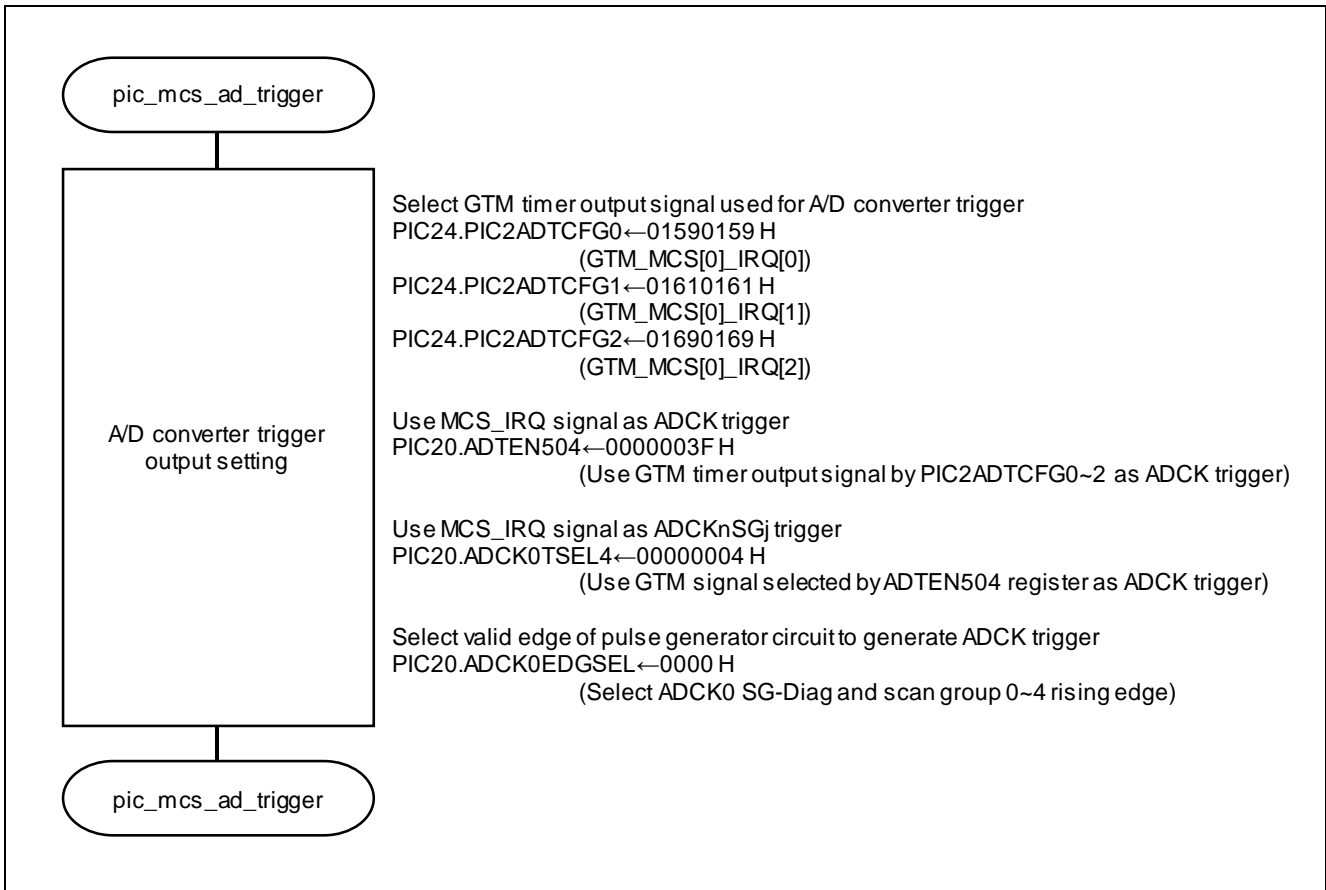 pic_mcs_ad_trigger
A/D converter trigger
output setting
Select GTM timer output signal used for A/D converter trigger
PIC24.PIC2ADTCFG0←01590159 H
(GTM_MCS[0]_IRQ[0])
PIC24.PIC2ADTCFG1←01610161 H
(GTM_MCS[0]_IRQ[1])
PIC24.PIC2ADTCFG2←01690169 H
(GTM_MCS[0]_IRQ[2])
Use MCS_IRQ signal as ADCK trigger
PIC20.ADTEN504←0000003F H
(Use GTM timer output signal by PIC2ADTCFG0~2 as ADCK trigger)
Use MCS_IRQ signal as ADCKnSGj trigger
PIC20.ADCK0TSEL4←00000004 H
(Use GTM signal selected by ADTEN504 register as ADCK trigger)
Select valid edge of pulse generator circuit to generate ADCK trigger
PIC20.ADCK0EDGSEL←0000 H
(Select ADCK0 SG-Diag and scan group 0~4 rising edge)
pic_mcs_ad_trigger